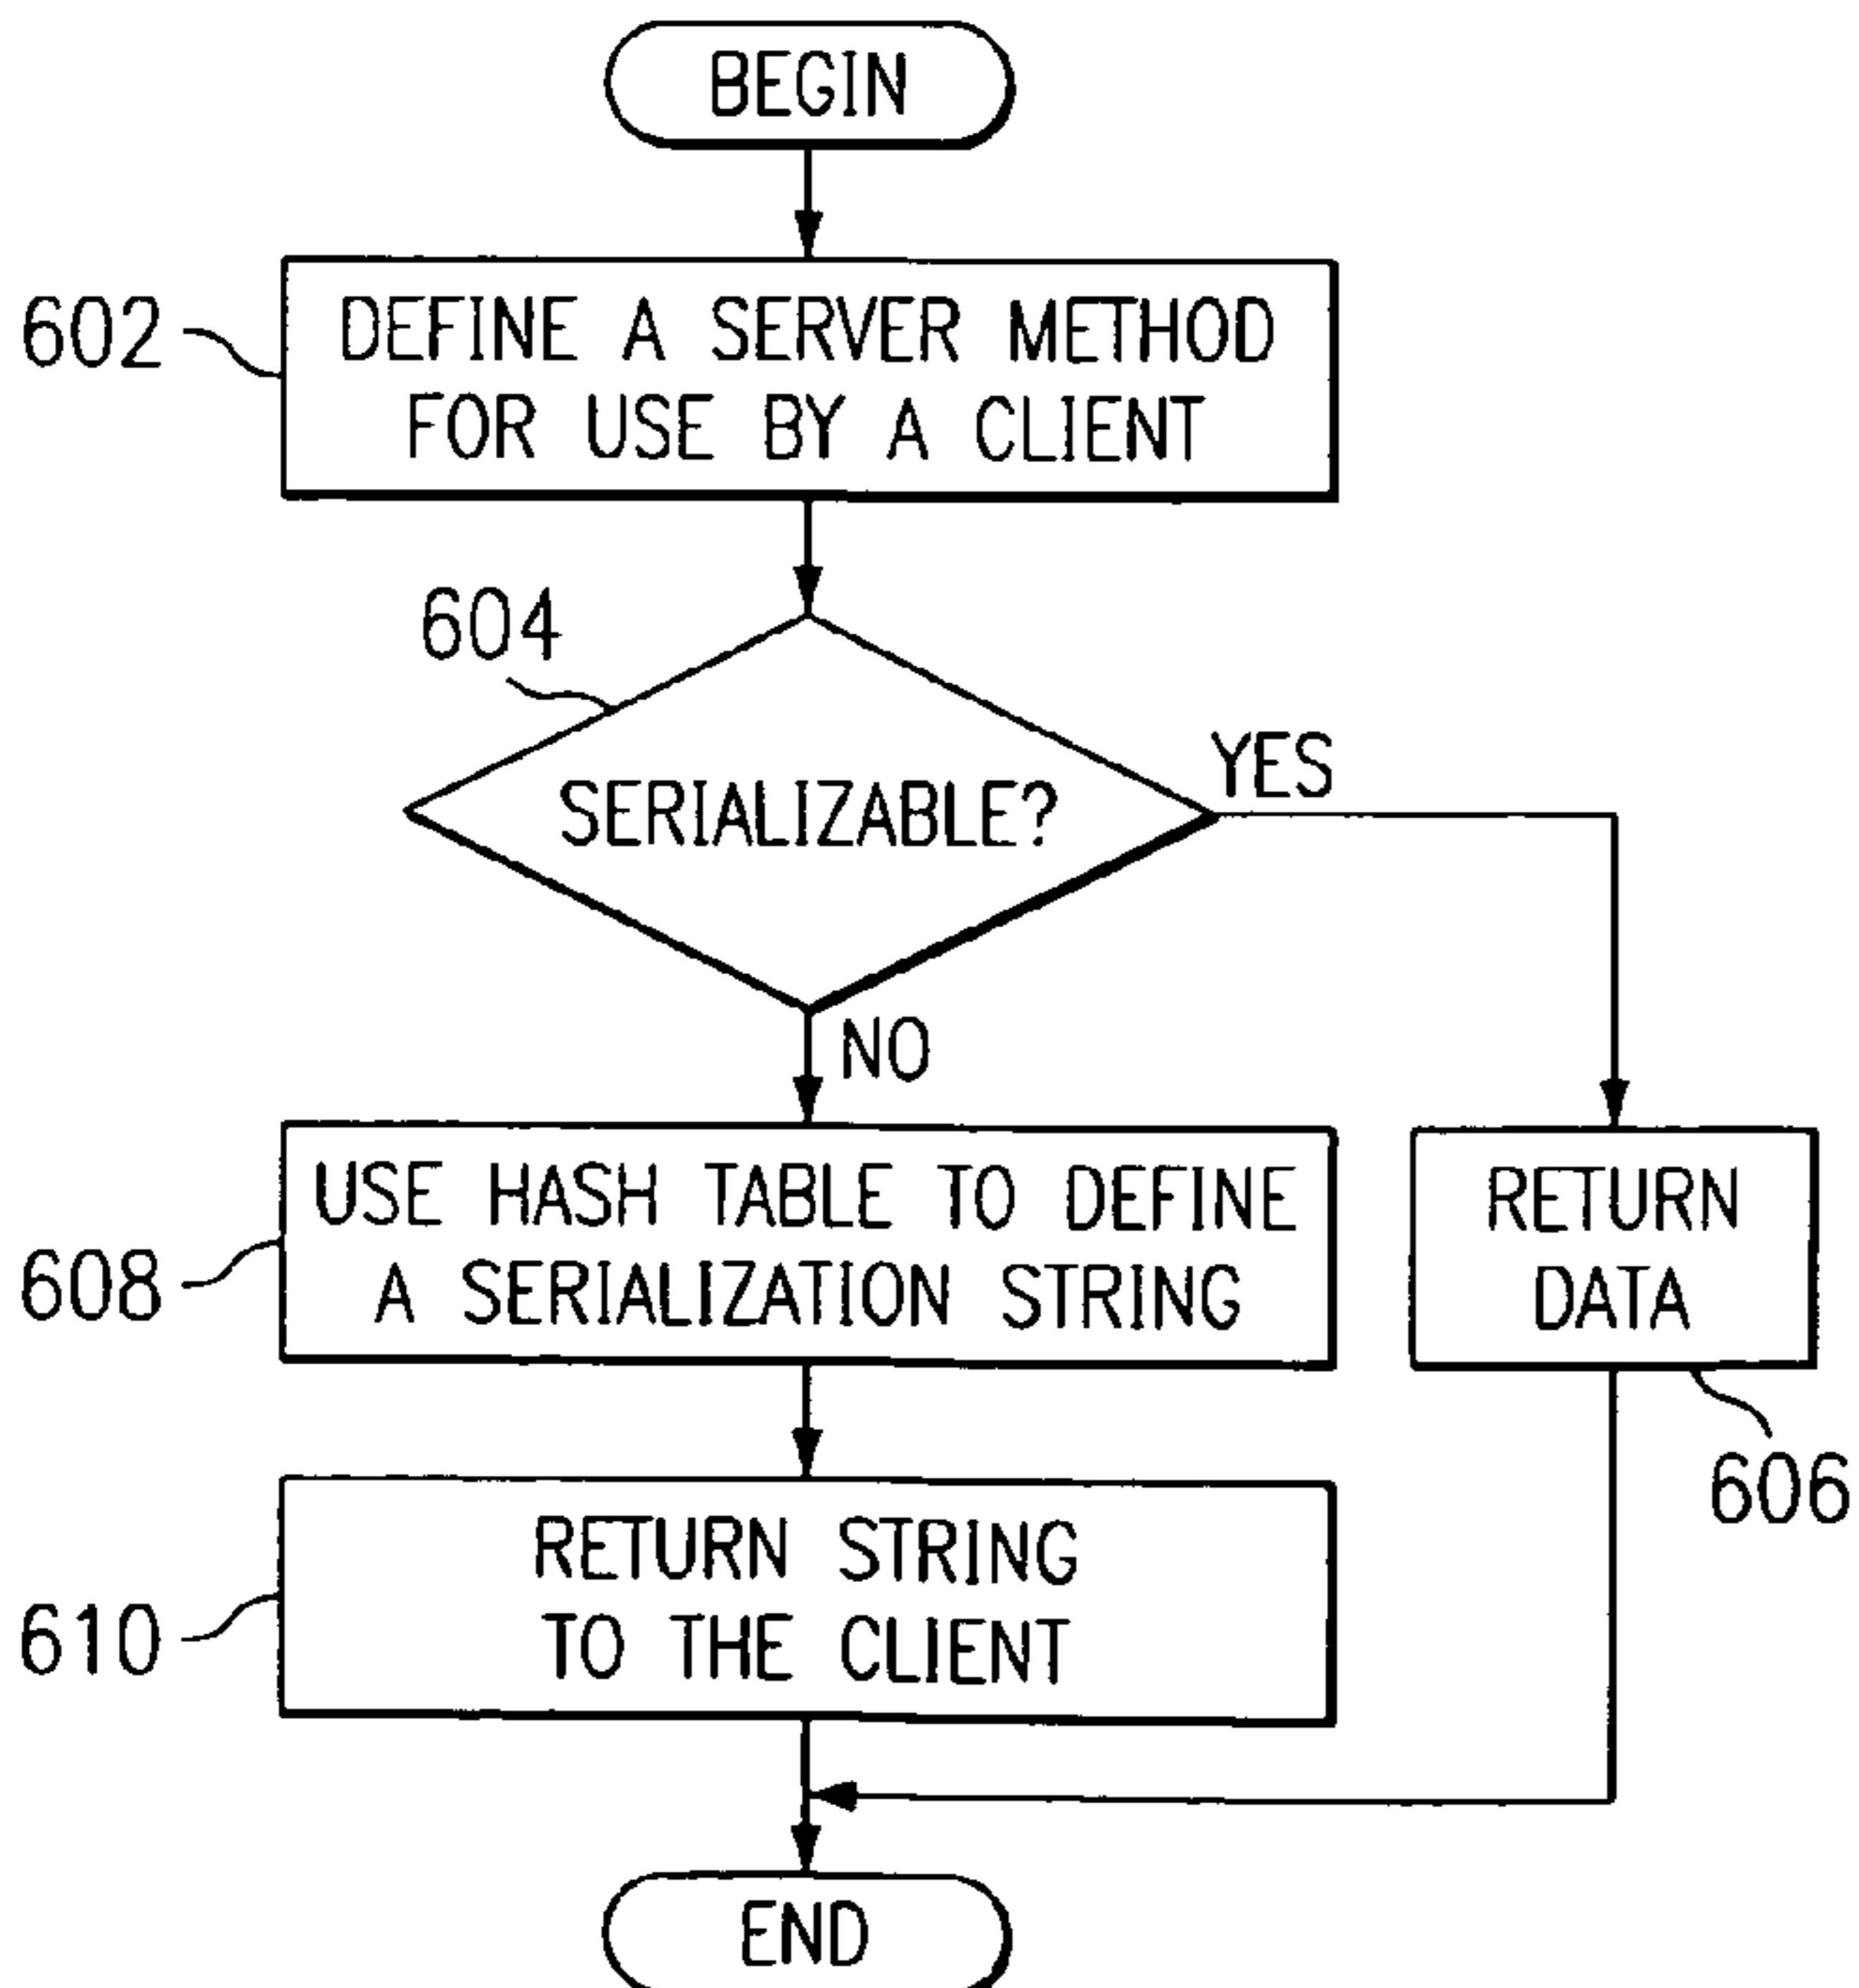 BEGIN
602
DEFINE A SERVER METHOD
FOR USE BY A CLIENT
604
SERIALIZABLE?
YES
NO
608
USE HASH TABLE TO DEFINE
A SERIALIZATION STRING
RETURN
DATA
606
610
RETURN STRING
TO THE CLIENT
END